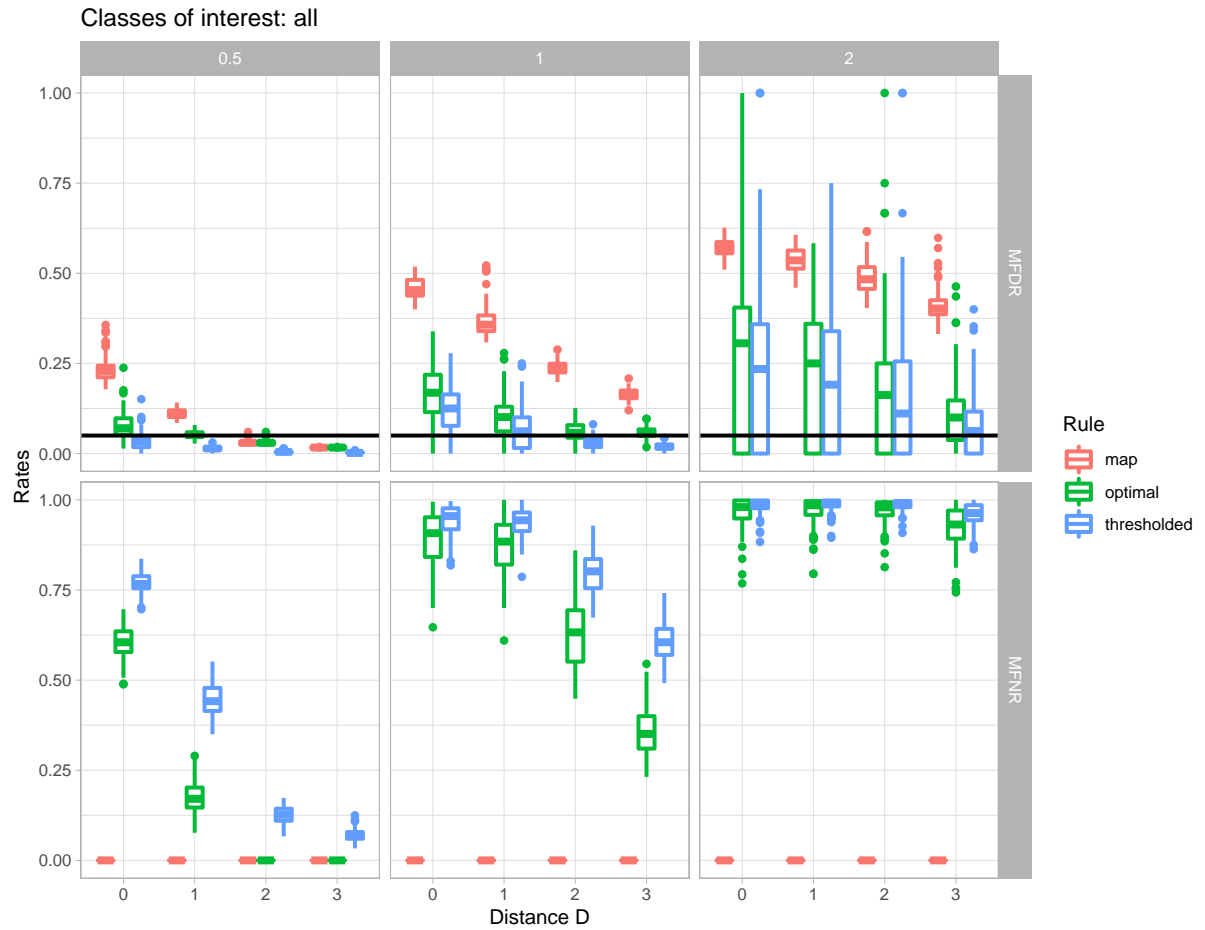 Classes of interest: all
0.5 1 2
1.00
0.75
0.50
0.25
0.00
MFDR
1.00
0.75
0.50
0.25
0.00
MFNR
Rates
0 1 2 3 0 1 2 3 0 1 2 3
Distance D
Rule
map
optimal
thresholded